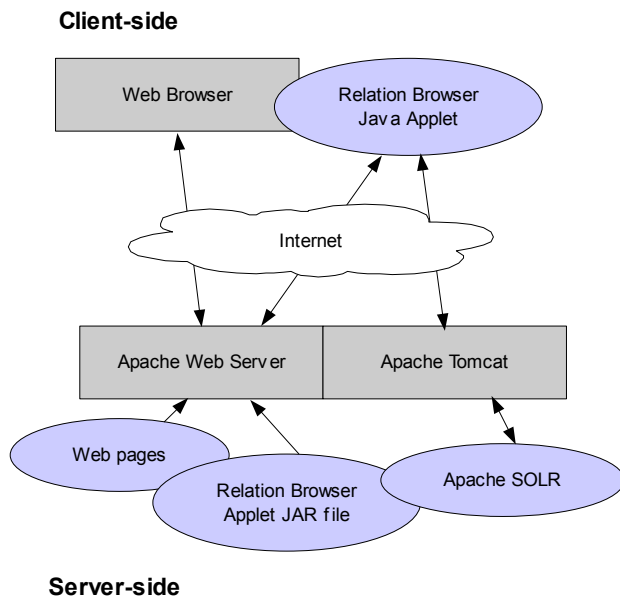 Client-side
Web Browser
Relation Browser
Java Applet
Internet
Apache Web Server
Apache Tomcat
Web pages
Relation Browser
Applet JAR file
Apache SOLR
Server-side